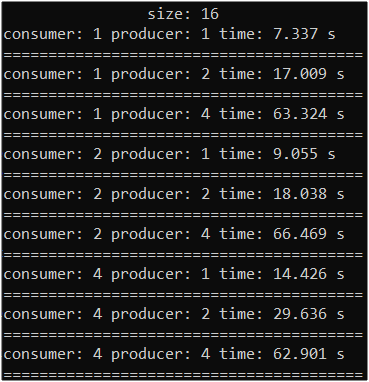 size: 16
consumer: 1 producer: 1 time: 7.337 s
========================================
consumer: 1 producer: 2 time: 17.009 s
========================================
consumer: 1 producer: 4 time: 63.324 s
========================================
consumer: 2 producer: 1 time: 9.055 s
========================================
consumer: 2 producer: 2 time: 18.038 s
========================================
consumer: 2 producer: 4 time: 66.469 s
========================================
consumer: 4 producer: 1 time: 14.426 s
========================================
consumer: 4 producer: 2 time: 29.636 s
========================================
consumer: 4 producer: 4 time: 62.901 s
========================================